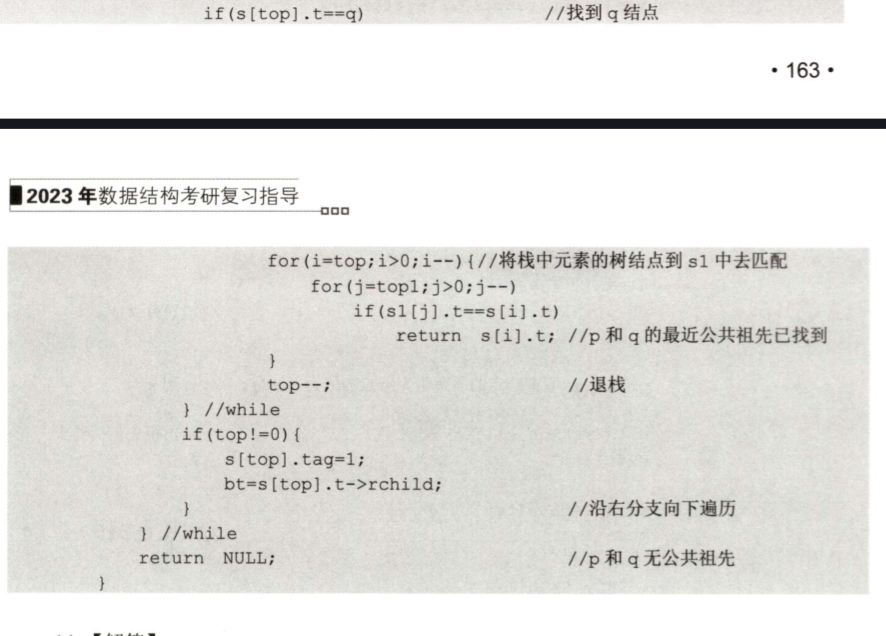 if(s[top].t==q) //找到 q 结点
• 163 •
2023 年数据结构考研复习指导
for(i=top;i>0;i--){//将栈中元素的树结点到 s1 中去匹配
for(j=top1;j>0;j--)
if(s1[j].t==s[i].t)
return s[i].t; //p 和 q 的最近公共祖先已找到
}
top--; //退栈
} //while
if(top!=0){
s[top].tag=1;
bt=s[top].t->rchild;
} //沿右分支向下遍历
} //while
return NULL; //p 和 q 无公共祖先
}